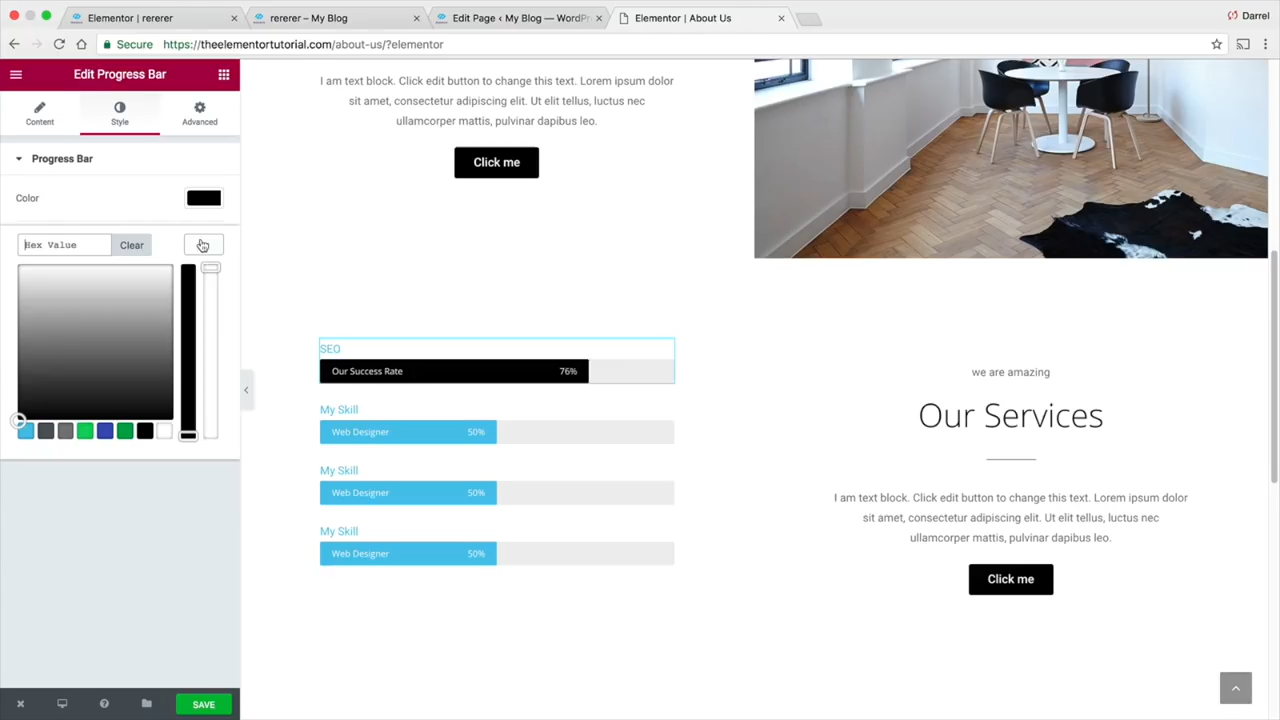 Elementor | rererer
rererer – My Blog
Edit Page ‹ My Blog — WordPr
Elementor | About Us
Darrel
Secure https://theelementortutorial.com/about-us/?elementor
Edit Progress Bar
Content
Style
Advanced
Progress Bar
Color
Hex Value
Clear
SAVE
I am text block. Click edit button to change this text. Lorem ipsum dolor
sit amet, consectetur adipiscing elit. Ut elit tellus, luctus nec
ullamcorper mattis, pulvinar dapibus leo.
Click me
SEO
Our Success Rate 76%
My Skill
Web Designer 50%
My Skill
Web Designer 50%
My Skill
Web Designer 50%
we are amazing
Our Services
I am text block. Click edit button to change this text. Lorem ipsum dolor
sit amet, consectetur adipiscing elit. Ut elit tellus, luctus nec
ullamcorper mattis, pulvinar dapibus leo.
Click me